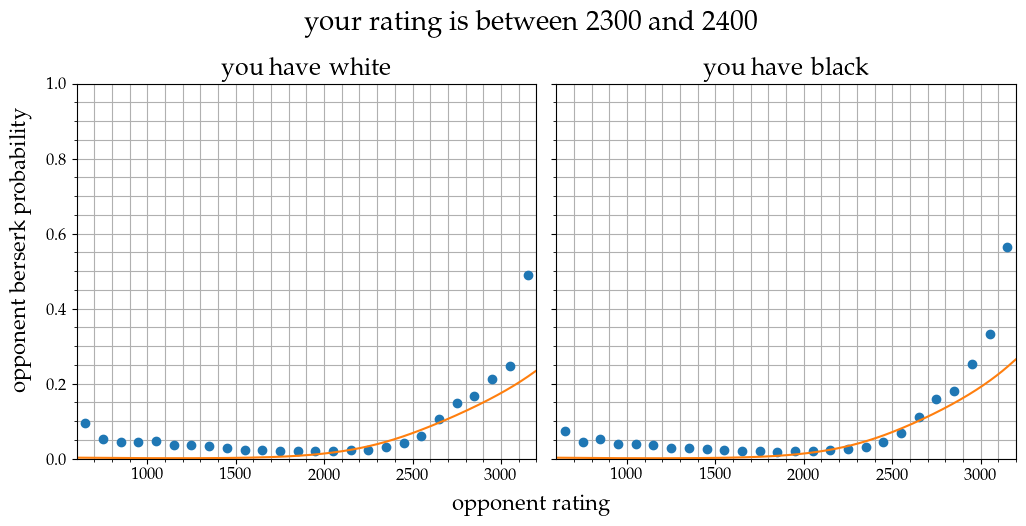 your rating is between 2300 and 2400
you have white
you have black
opponent berserk probability
1.0
0.8
0.6
0.4
0.2
0.0
1000 1500 2000 2500 3000
1000 1500 2000 2500 3000
opponent rating